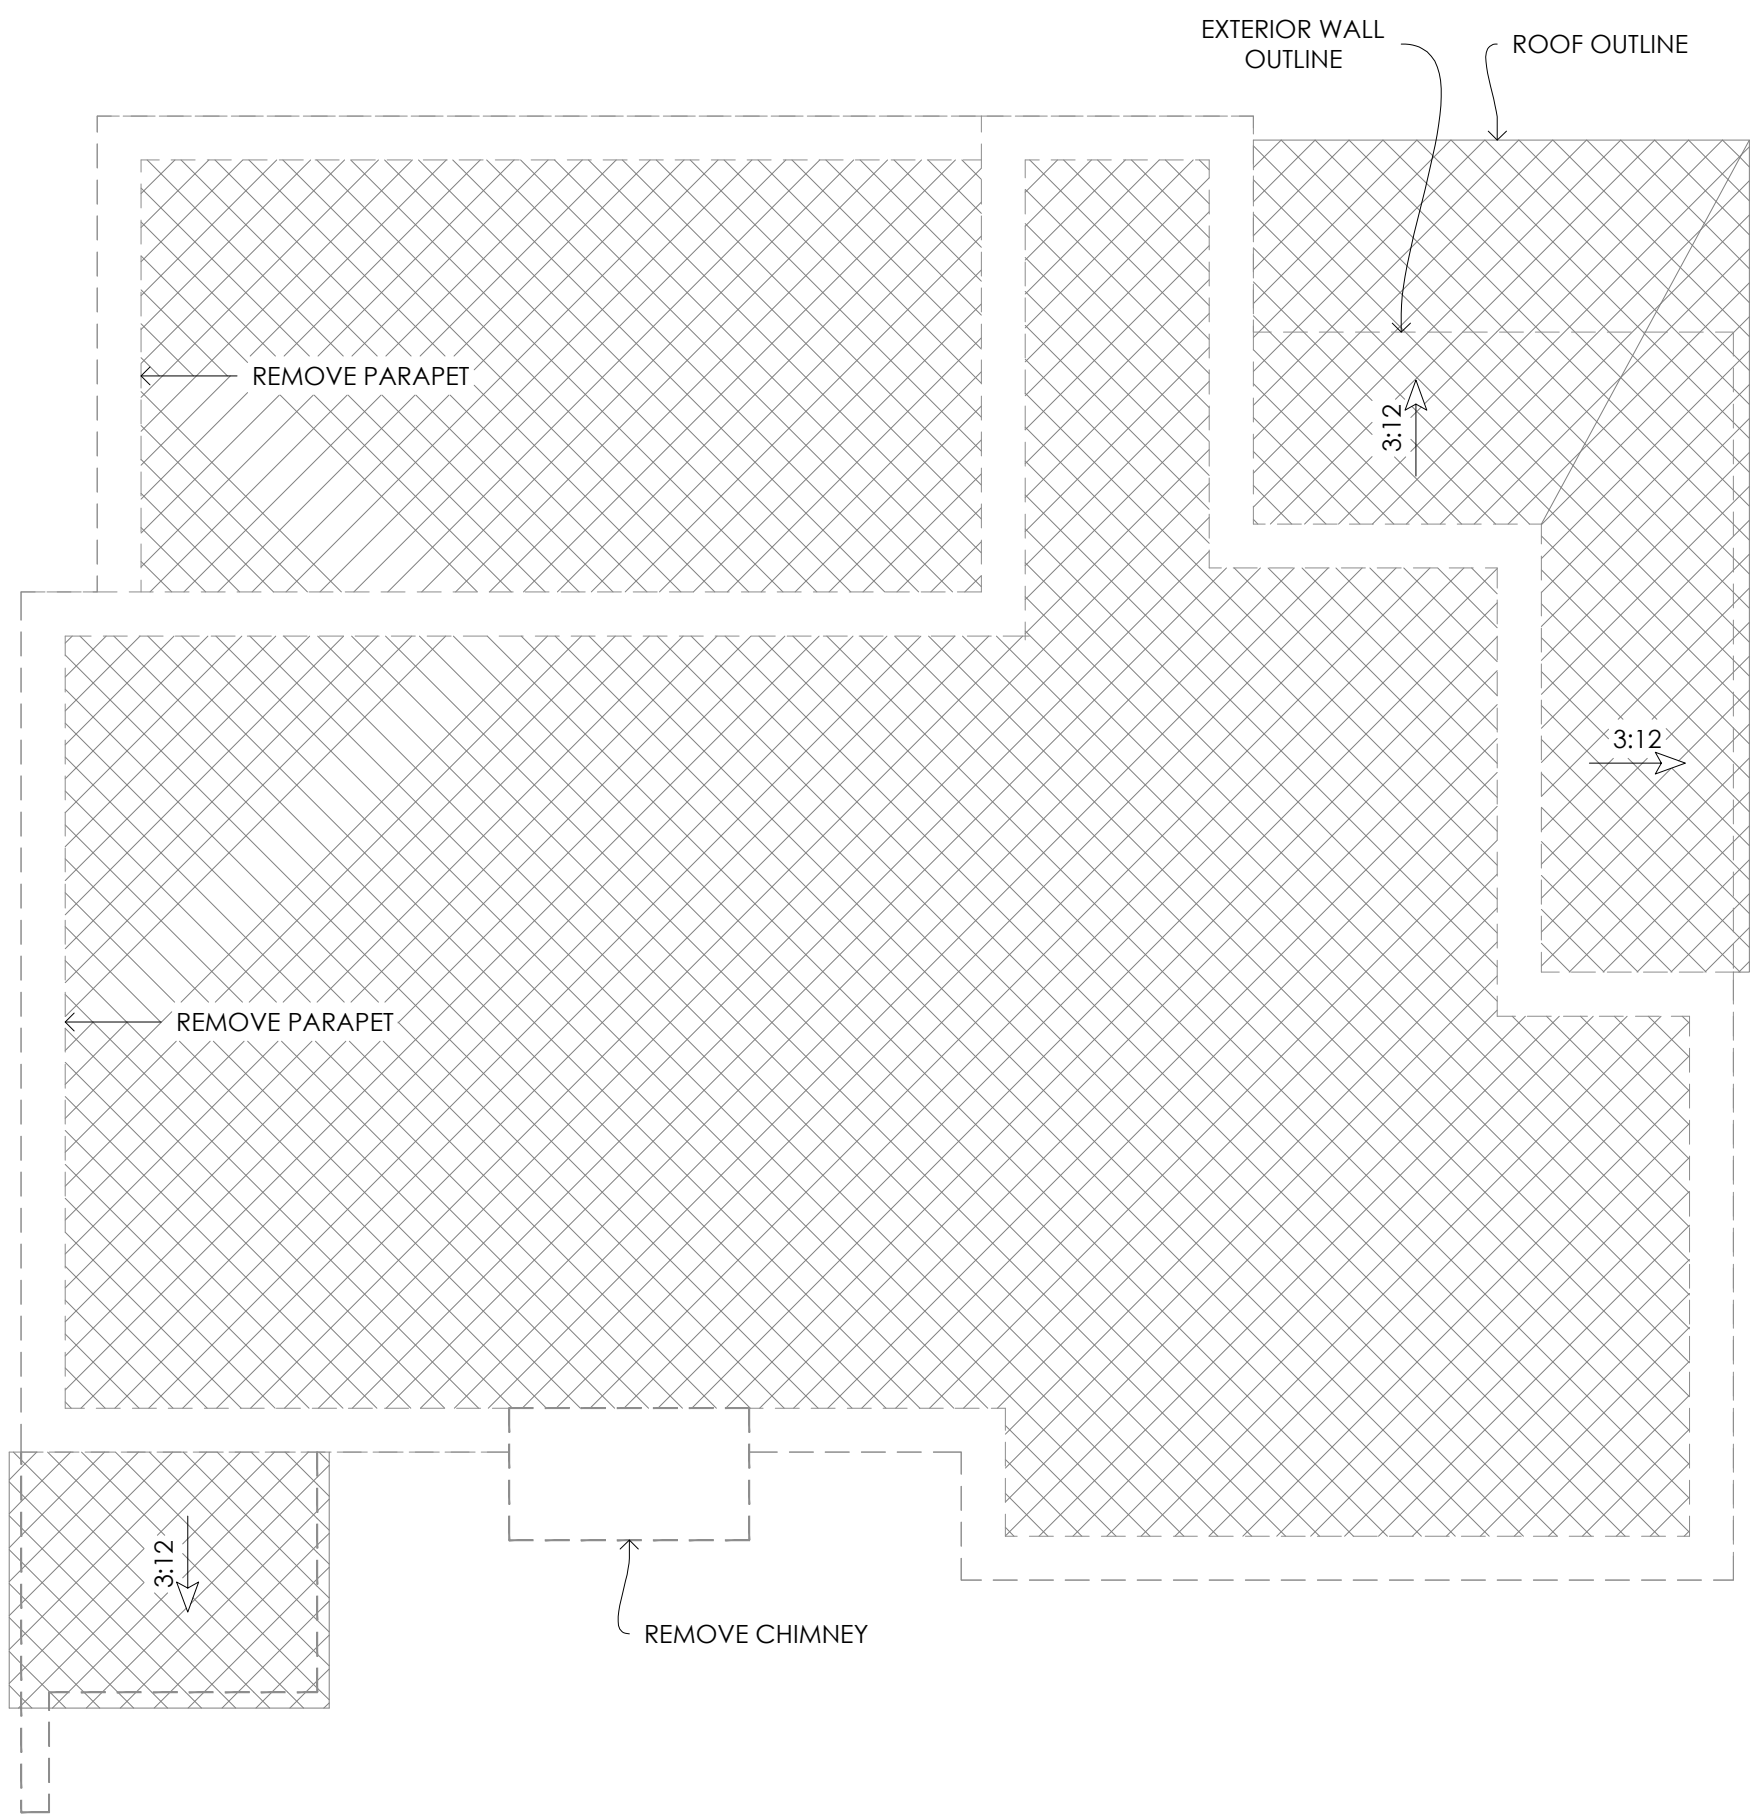 EXTERIOR WALL
OUTLINE
ROOF OUTLINE
REMOVE PARAPET
3:12
3:12
REMOVE PARAPET
3:12
REMOVE CHIMNEY